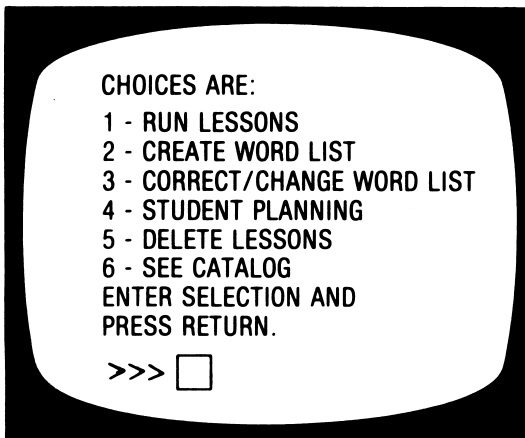 CHOICES ARE:
1 - RUN LESSONS
2 - CREATE WORD LIST
3 - CORRECT/CHANGE WORD LIST
4 - STUDENT PLANNING
5 - DELETE LESSONS
6 - SEE CATALOG
ENTER SELECTION AND
PRESS RETURN.
>>>